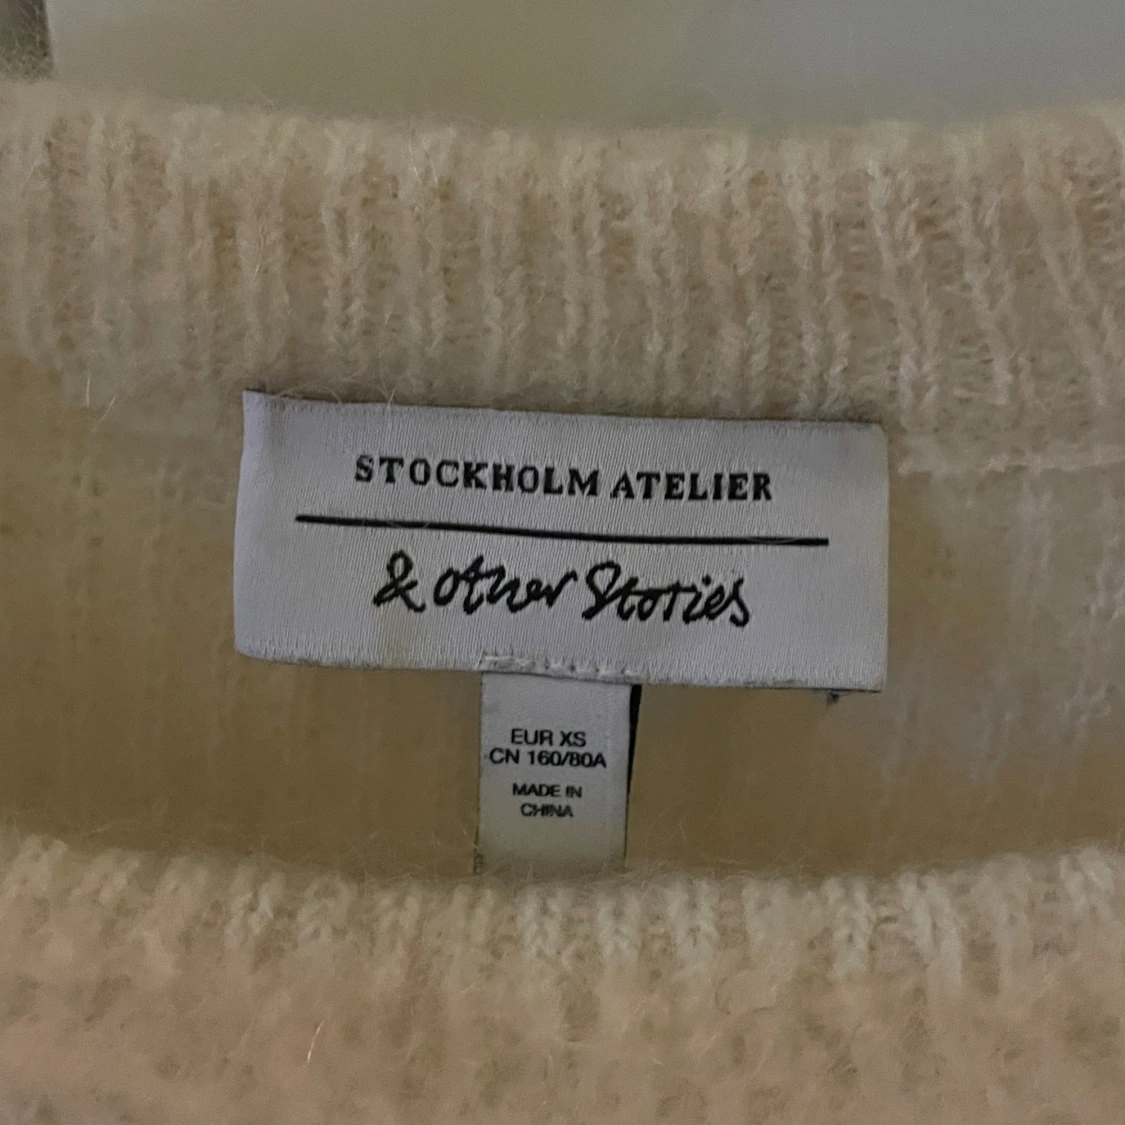 STOCKHOLM ATELIER
& other Stories
EUR XS
CN 160/80A
MADE IN
CHINA